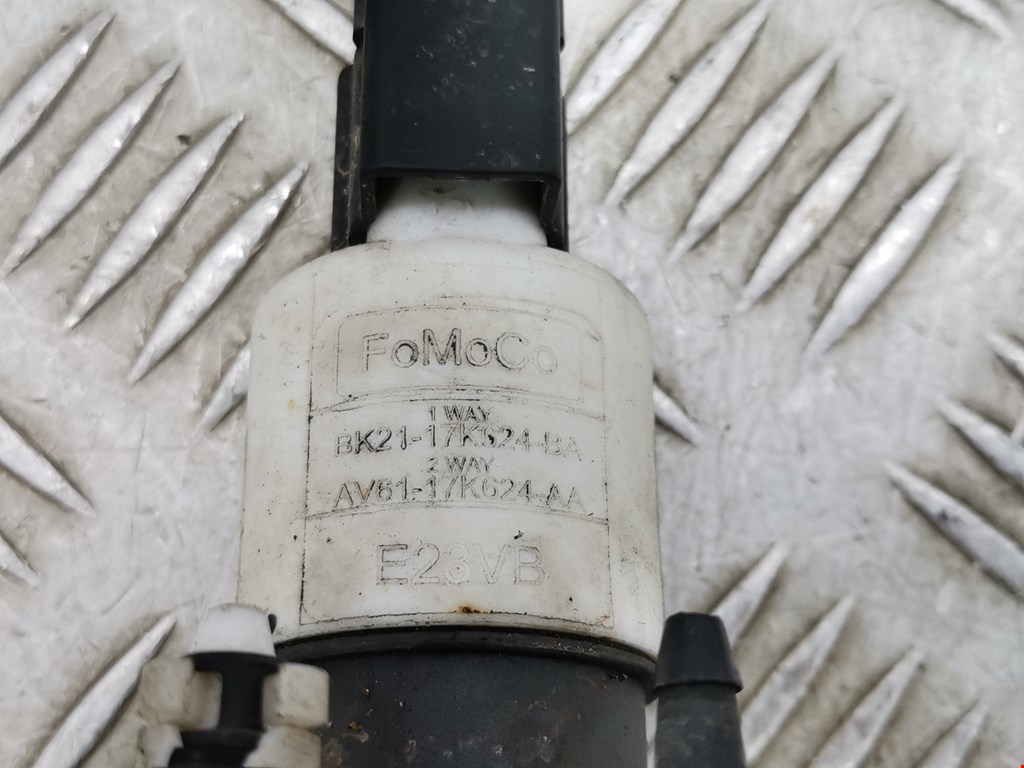 FoMoCo
1 WAY
BK21-17K624-BA
2 WAY
AV61-17K624-AA
E23VB